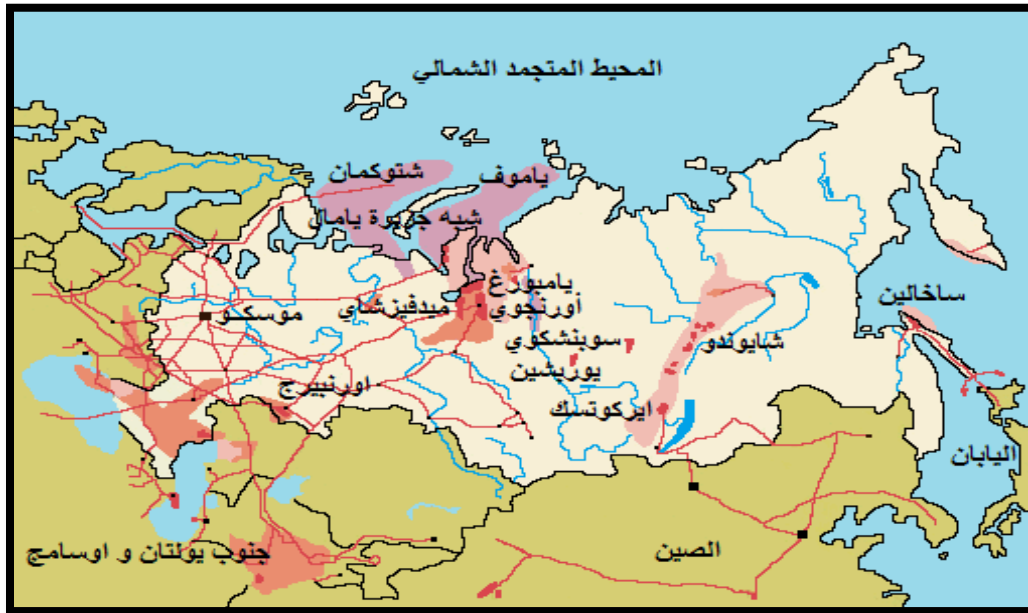 المحيط المتجمد الشمالي
شتوكمان
ياموف
شبه جزيرة يامال
يامبورغ
ساخالين
ميدفيزشاي
أورنجوي
موسكو
سوبنشكوي
شايوندو
يوربشين
اورنبيرج
ايركوتسك
اليابان
الصين
جنوب يولتان و اوسامج